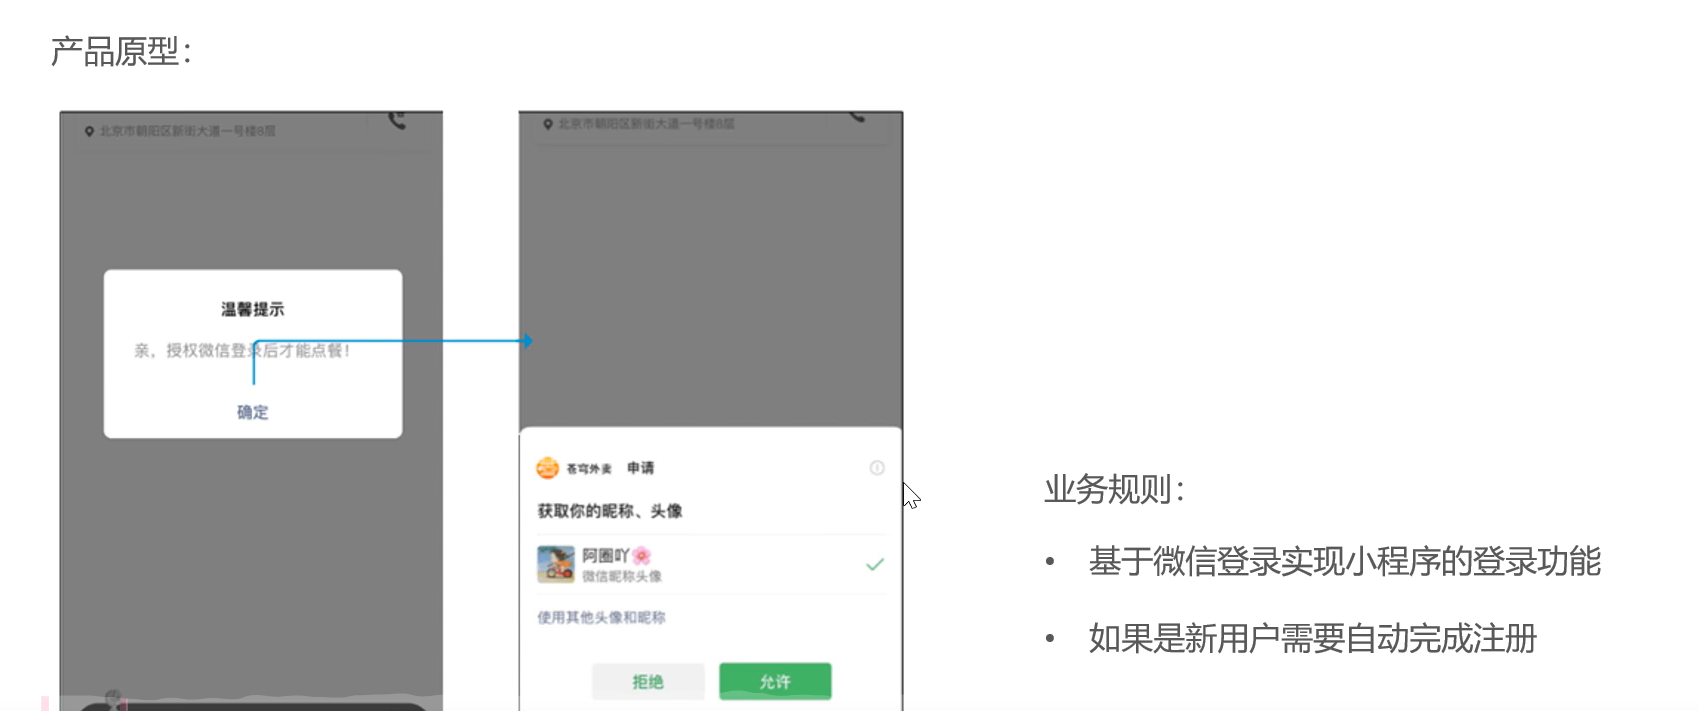 产品原型：
北京市朝阳区新街大道一号楼8层
温馨提示
亲，授权微信登录后才能点餐！
确定
北京市朝阳区新街大道一号楼8层
苍穹外卖 申请
获取你的昵称、头像
阿圈吖🌸
微信昵称头像
使用其他头像和昵称
拒绝 允许
业务规则：
• 基于微信登录实现小程序的登录功能
• 如果是新用户需要自动完成注册